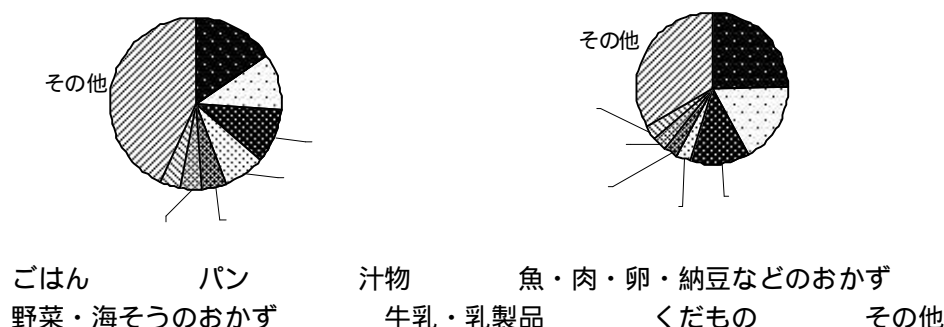 その他
その他
ごはん パン 汁物 魚・肉・卵・納豆などのおかず
野菜・海そうのおかず 牛乳・乳製品 くだもの その他